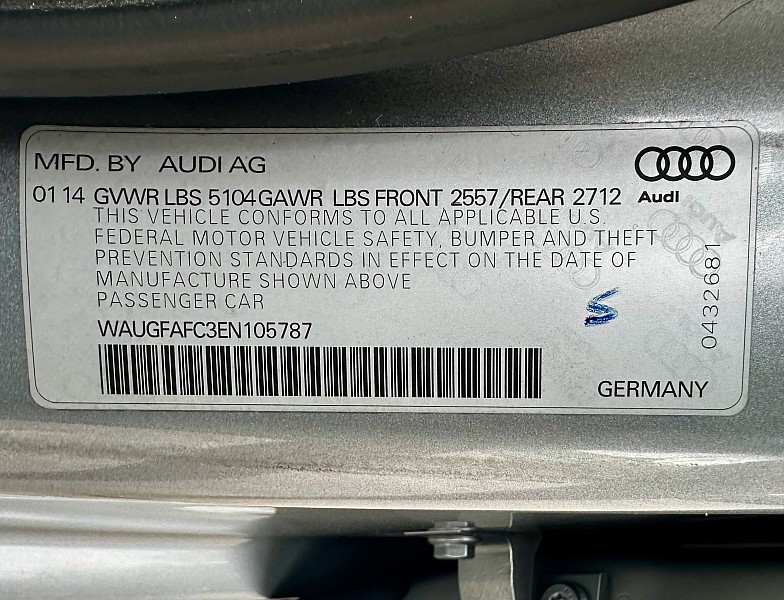 MFD. BY AUDI AG
Audi
01 14 GVWR LBS 5104 GAWR LBS FRONT 2557/REAR 2712
THIS VEHICLE CONFORMS TO ALL APPLICABLE U.S.
FEDERAL MOTOR VEHICLE SAFETY, BUMPER AND THEFT
PREVENTION STANDARDS IN EFFECT ON THE DATE OF
MANUFACTURE SHOWN ABOVE
PASSENGER CAR
WAUGFAFC3EN105787
0432681
GERMANY